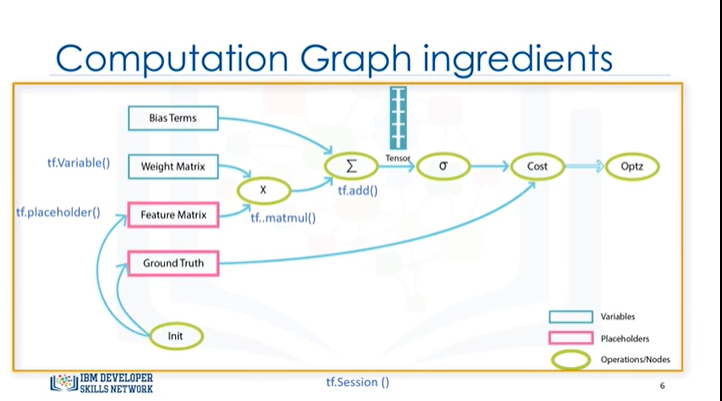 Computation Graph ingredients
Bias Terms
Tensor
tf.Variable()
Weight Matrix
Σ
σ
Cost
Optz
X
tf.add()
tf.placeholder()
Feature Matrix
tf..matmul()
Ground Truth
Init
Variables
Placeholders
Operations/Nodes
IBM DEVELOPER
SKILLS NETWORK
tf.Session ()
6